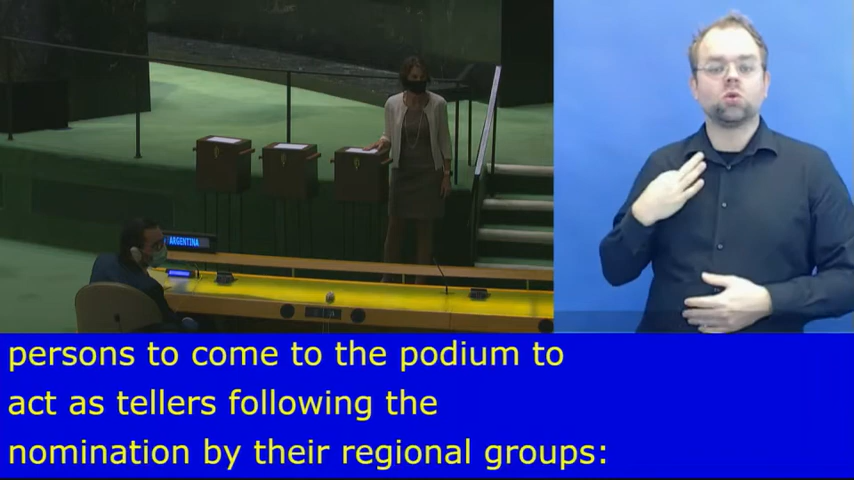 ARGENTINA
persons to come to the podium to
act as tellers following the
nomination by their regional groups: